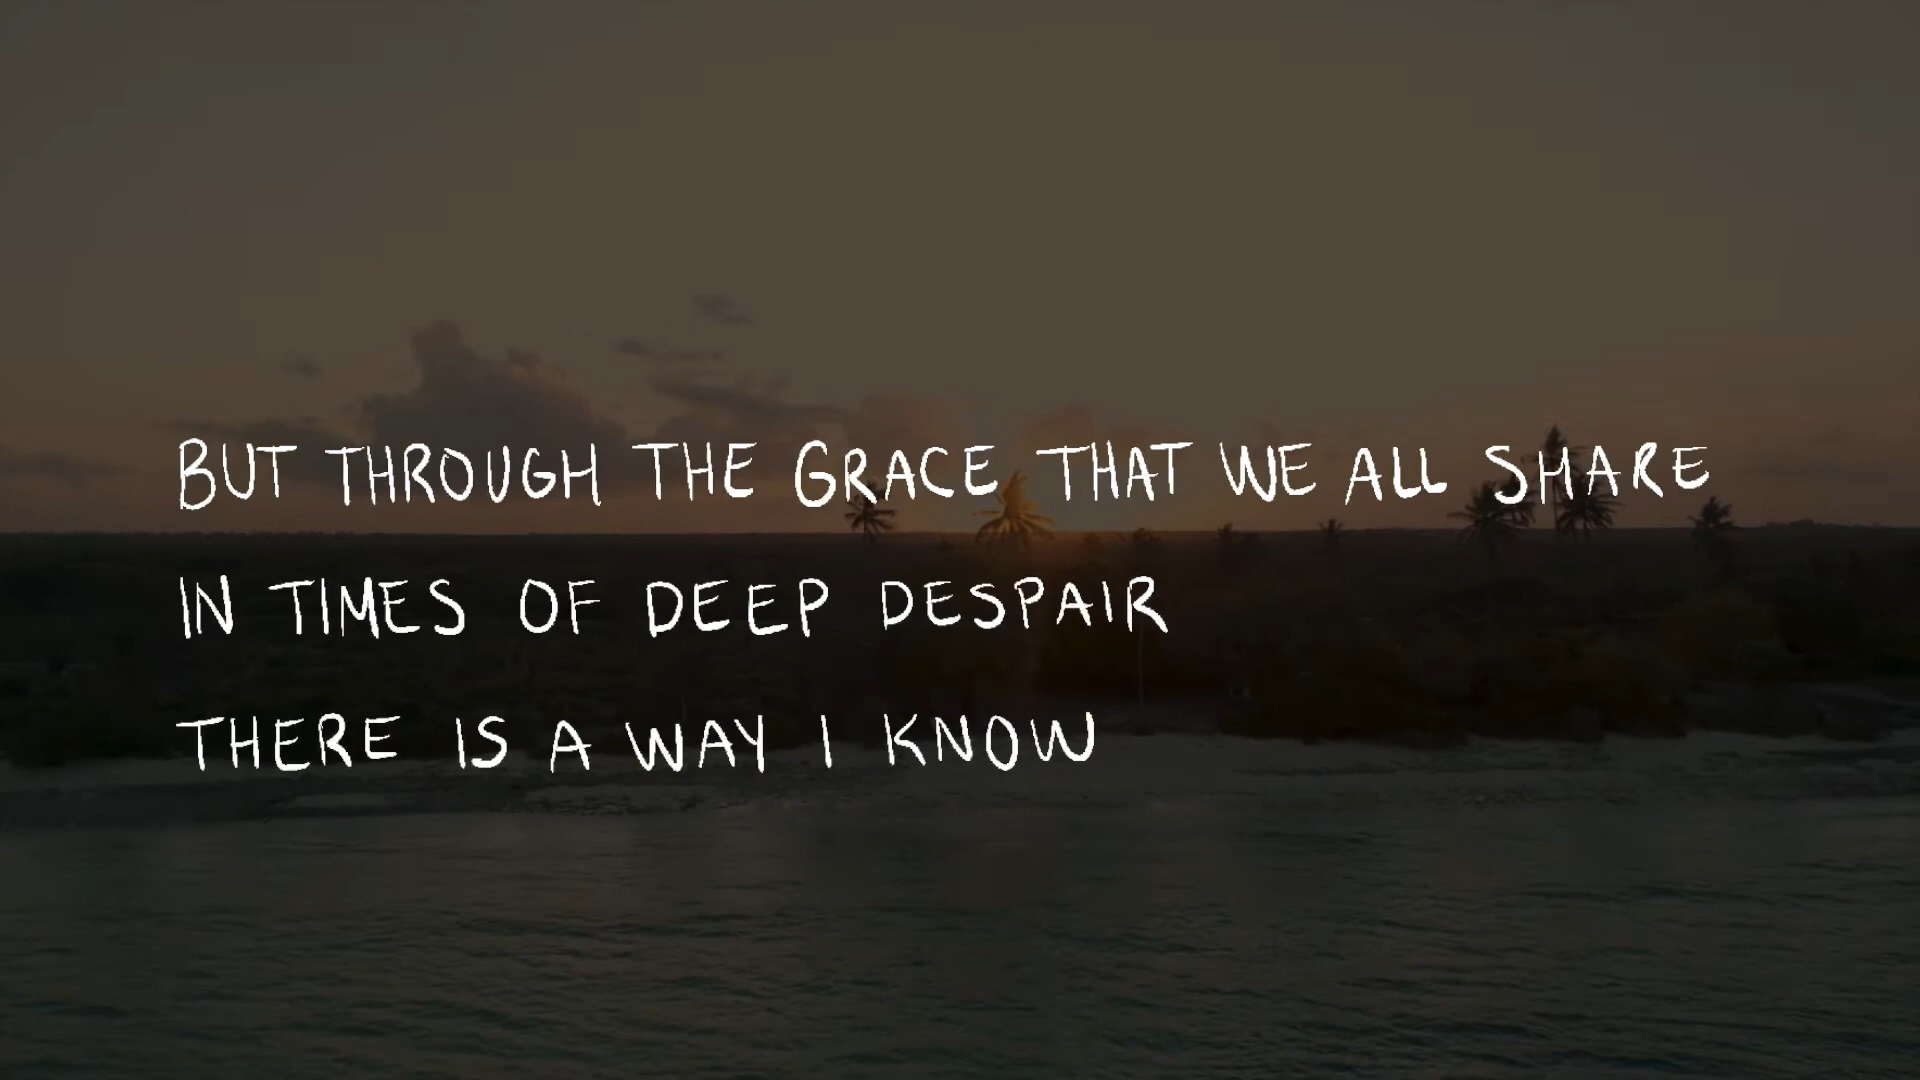 BUT THROUGH THE GRACE THAT WE ALL SHARE
IN TIMES OF DEEP DESPAIR
THERE IS A WAY I KNOW